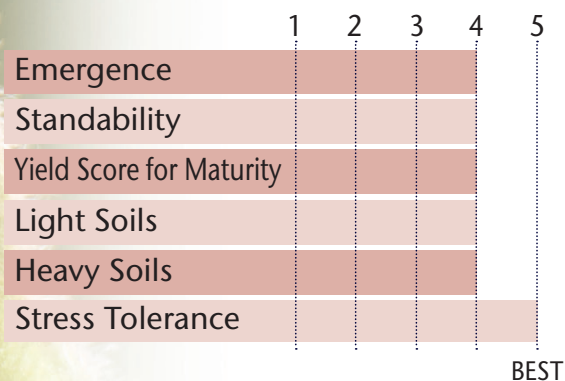 1 2 3 4 5
Emergence
Standability
Yield Score for Maturity
Light Soils
Heavy Soils
Stress Tolerance
BEST